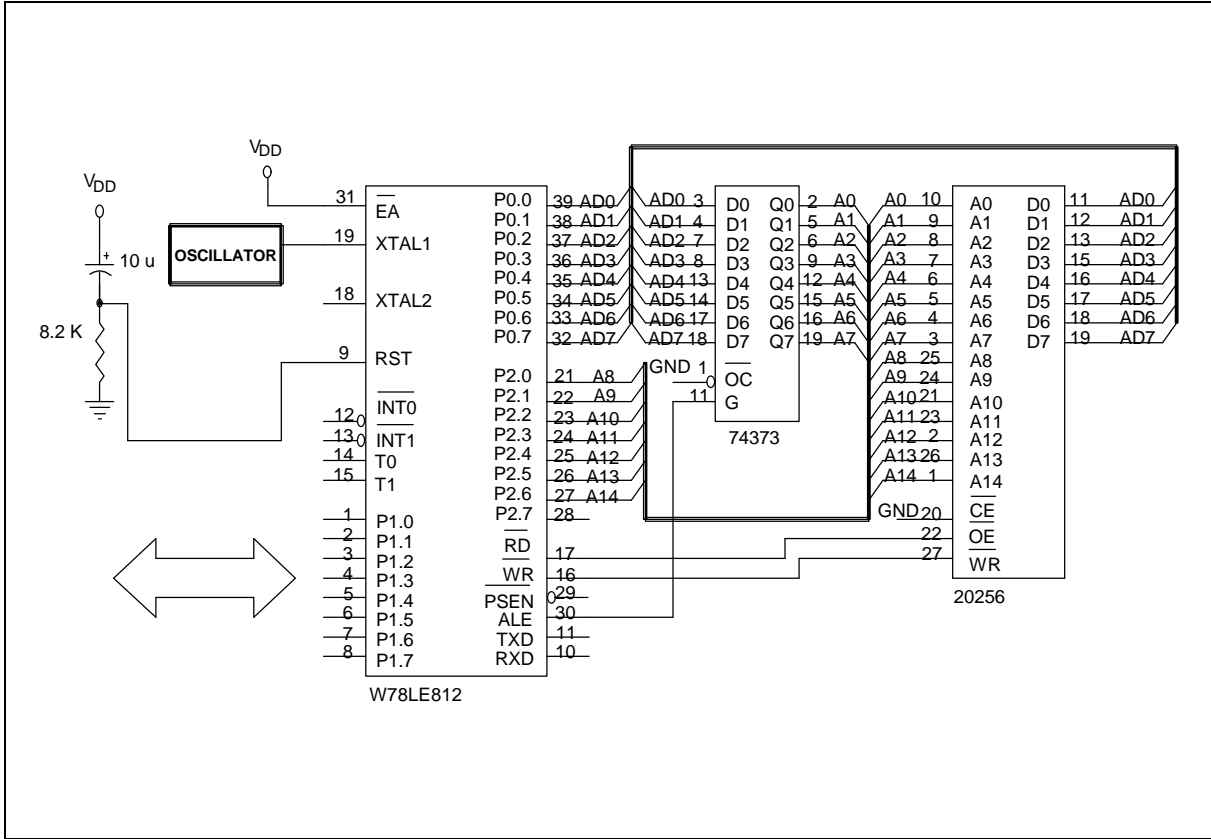 VDD
VDD
10 u
8.2 K
OSCILLATOR
31 EA
19 XTAL1
18 XTAL2
9 RST
12 INT0
13 INT1
14 T0
15 T1
1 P1.0
2 P1.1
3 P1.2
4 P1.3
5 P1.4
6 P1.5
7 P1.6
8 P1.7
P0.0 39 AD0
P0.1 38 AD1
P0.2 37 AD2
P0.3 36 AD3
P0.4 35 AD4
P0.5 34 AD5
P0.6 33 AD6
P0.7 32 AD7
P2.0 21 A8
P2.1 22 A9
P2.2 23 A10
P2.3 24 A11
P2.4 25 A12
P2.5 26 A13
P2.6 27 A14
P2.7 28
RD 17
WR 16
PSEN 29
ALE 30
TXD 11
RXD 10
W78LE812
AD0 3 D0 Q0 2 A0
AD1 4 D1 Q1 5 A1
AD2 7 D2 Q2 6 A2
AD3 8 D3 Q3 9 A3
AD4 13 D4 Q4 12 A4
AD5 14 D5 Q5 15 A5
AD6 17 D6 Q6 16 A6
AD7 18 D7 Q7 19 A7
GND 1 OC
11 G
74373
A0 10 A0 D0 11 AD0
A1 9 A1 D1 12 AD1
A2 8 A2 D2 13 AD2
A3 7 A3 D3 15 AD3
A4 6 A4 D4 16 AD4
A5 5 A5 D5 17 AD5
A6 4 A6 D6 18 AD6
A7 3 A7 D7 19 AD7
A8 25 A8
A9 24 A9
A10 21 A10
A11 23 A11
A12 2 A12
A13 26 A13
A14 1 A14
GND 20 CE
22 OE
27 WR
20256